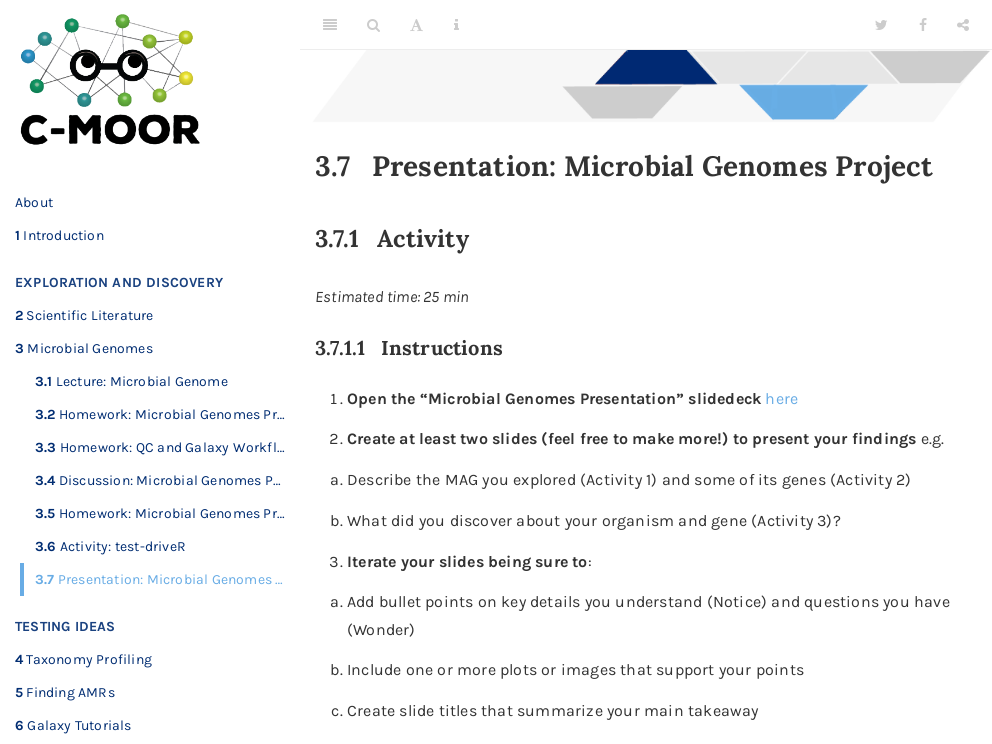 C-MOOR
About
1 Introduction
EXPLORATION AND DISCOVERY
2 Scientific Literature
3 Microbial Genomes
3.1 Lecture: Microbial Genome
3.2 Homework: Microbial Genomes Pr...
3.3 Homework: QC and Galaxy Workfl...
3.4 Discussion: Microbial Genomes P...
3.5 Homework: Microbial Genomes Pr...
3.6 Activity: test-driveR
3.7 Presentation: Microbial Genomes ...
TESTING IDEAS
4 Taxonomy Profiling
5 Finding AMRs
6 Galaxy Tutorials
A
i
3.7 Presentation: Microbial Genomes Project
3.7.1 Activity
Estimated time: 25 min
3.7.1.1 Instructions
1. Open the “Microbial Genomes Presentation” slidedeck here
2. Create at least two slides (feel free to make more!) to present your findings e.g.
a. Describe the MAG you explored (Activity 1) and some of its genes (Activity 2)
b. What did you discover about your organism and gene (Activity 3)?
3. Iterate your slides being sure to:
a. Add bullet points on key details you understand (Notice) and questions you have
(Wonder)
b. Include one or more plots or images that support your points
c. Create slide titles that summarize your main takeaway